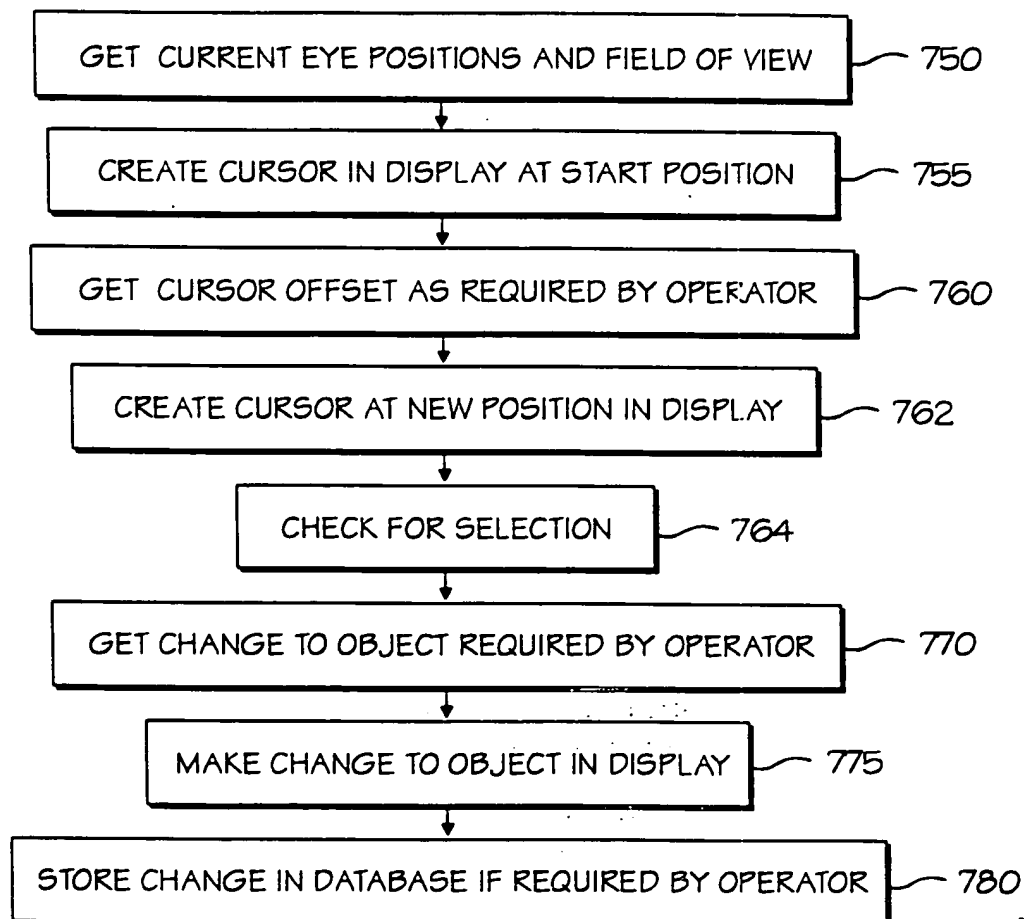 GET CURRENT EYE POSITIONS AND FIELD OF VIEW 750
CREATE CURSOR IN DISPLAY AT START POSITION 755
GET CURSOR OFFSET AS REQUIRED BY OPERATOR 760
CREATE CURSOR AT NEW POSITION IN DISPLAY 762
CHECK FOR SELECTION 764
GET CHANGE TO OBJECT REQUIRED BY OPERATOR 770
MAKE CHANGE TO OBJECT IN DISPLAY 775
STORE CHANGE IN DATABASE IF REQUIRED BY OPERATOR 780